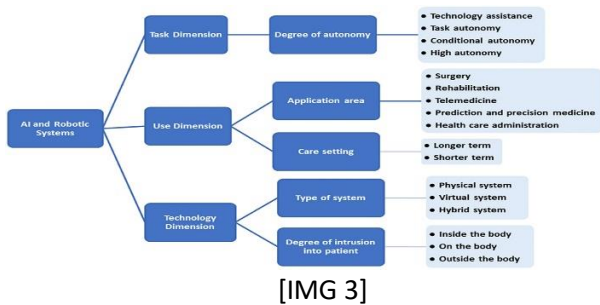 AI and Robotic
Systems
Task Dimension
Degree of autonomy
• Technology assistance
• Task autonomy
• Conditional autonomy
• High autonomy
Use Dimension
Application area
• Surgery
• Rehabilitation
• Telemedicine
• Prediction and precision medicine
• Health care administration
Care setting
• Longer term
• Shorter term
Technology
Dimension
Type of system
• Physical system
• Virtual system
• Hybrid system
Degree of intrusion
into patient
• Inside the body
• On the body
• Outside the body
[IMG 3]